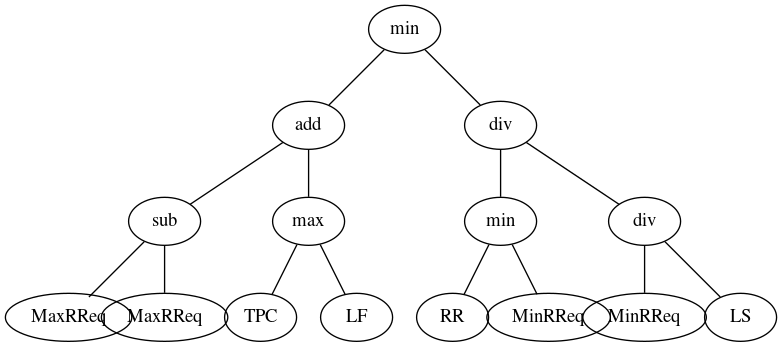 min
add div
sub max min div
MaxRReq MaxRReq TPC LF RR MinRReq MinRReq LS